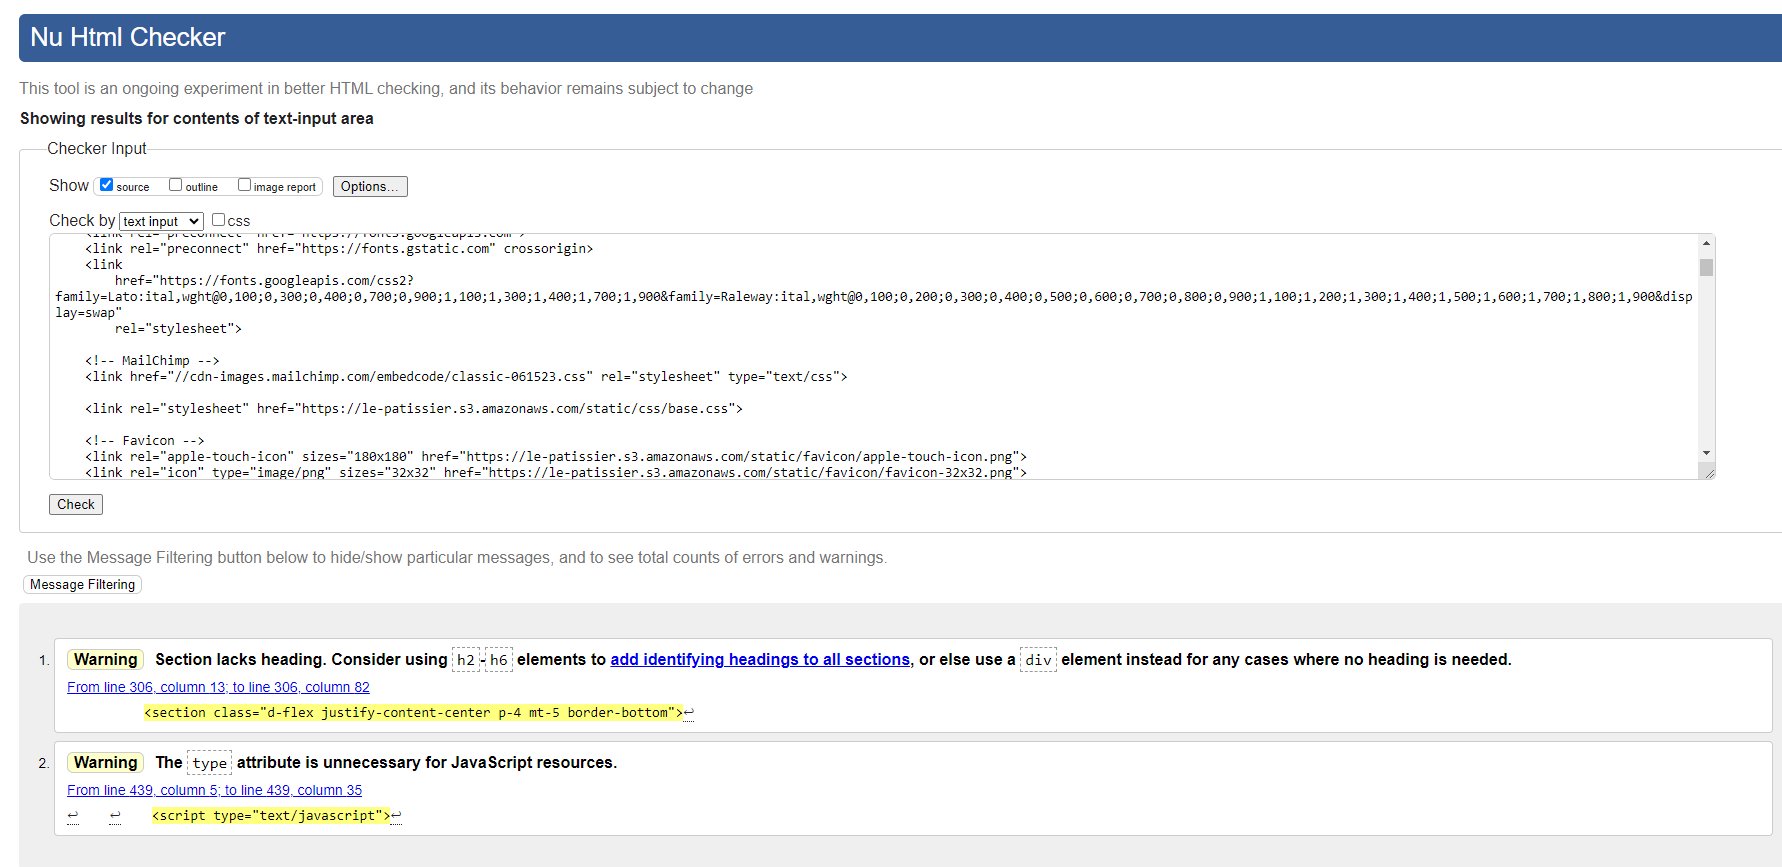 Nu Html Checker
This tool is an ongoing experiment in better HTML checking, and its behavior remains subject to change
Showing results for contents of text-input area
Checker Input
Show source outline image report Options...
Check by text input css
<link rel="preconnect" href="https://fonts.googleapis.com">
<link rel="preconnect" href="https://fonts.gstatic.com" crossorigin>
<link
href="https://fonts.googleapis.com/css2?
family=Lato:ital,wght@0,100;0,300;0,400;0,700;0,900;1,100;1,300;1,400;1,700;1,900&family=Raleway:ital,wght@0,100;0,200;0,300;0,400;0,500;0,600;0,700;0,800;0,900;1,100;1,200;1,300;1,400;1,500;1,600;1,700;1,800;1,900&disp
lay=swap"
rel="stylesheet">
<!-- MailChimp -->
<link href="//cdn-images.mailchimp.com/embedcode/classic-061523.css" rel="stylesheet" type="text/css">
<link rel="stylesheet" href="https://le-patissier.s3.amazonaws.com/static/css/base.css">
<!-- Favicon -->
<link rel="apple-touch-icon" sizes="180x180" href="https://le-patissier.s3.amazonaws.com/static/favicon/apple-touch-icon.png">
<link rel="icon" type="image/png" sizes="32x32" href="https://le-patissier.s3.amazonaws.com/static/favicon/favicon-32x32.png">
Check
Use the Message Filtering button below to hide/show particular messages, and to see total counts of errors and warnings.
Message Filtering
1. Warning Section lacks heading. Consider using h2-h6 elements to add identifying headings to all sections, or else use a div element instead for any cases where no heading is needed.
From line 306, column 13; to line 306, column 82
<section class="d-flex justify-content-center p-4 mt-5 border-bottom">↩
2. Warning The type attribute is unnecessary for JavaScript resources.
From line 439, column 5; to line 439, column 35
↩ ↩ <script type="text/javascript">↩